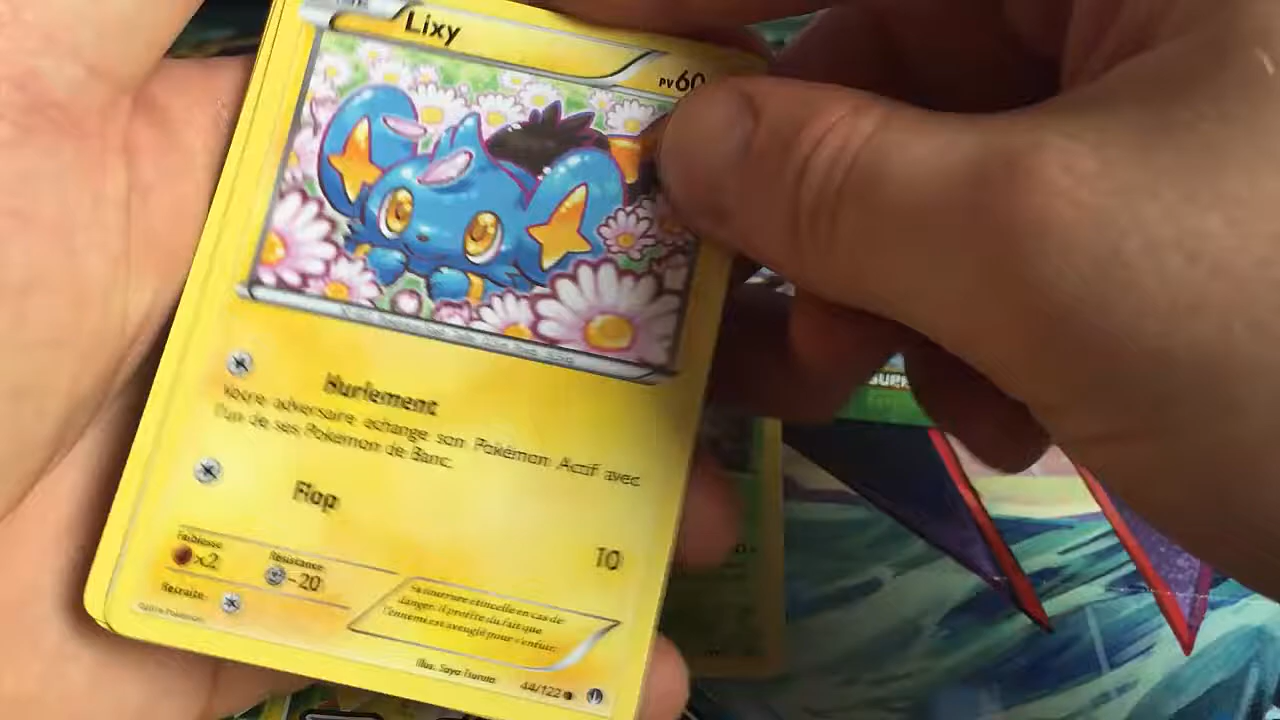 Lixy
PV60
Hurlement
Votre adversaire échange son Pokémon Actif avec
l'un de ses Pokémon de Banc.
Flop
10
Faiblesse
x2
Résistance
-20
Retraite
Sa fourrure étincelle en cas de
danger. Il profite du fait que
l'ennemi est aveuglé pour s'enfuir.
Illus. Saya Tsuruta
44/122
SUPE